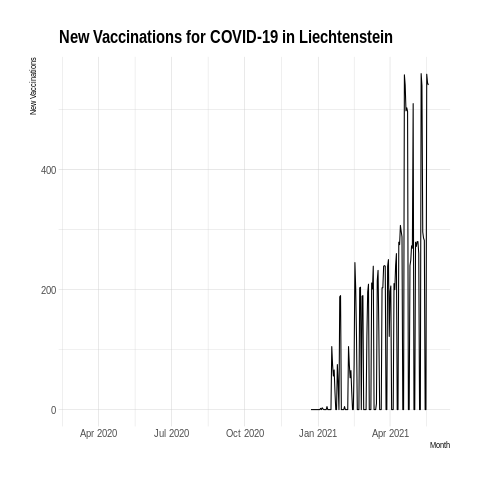 New Vaccinations for COVID-19 in Liechtenstein
New Vaccinations
400
200
0
Apr 2020 Jul 2020 Oct 2020 Jan 2021 Apr 2021
Month